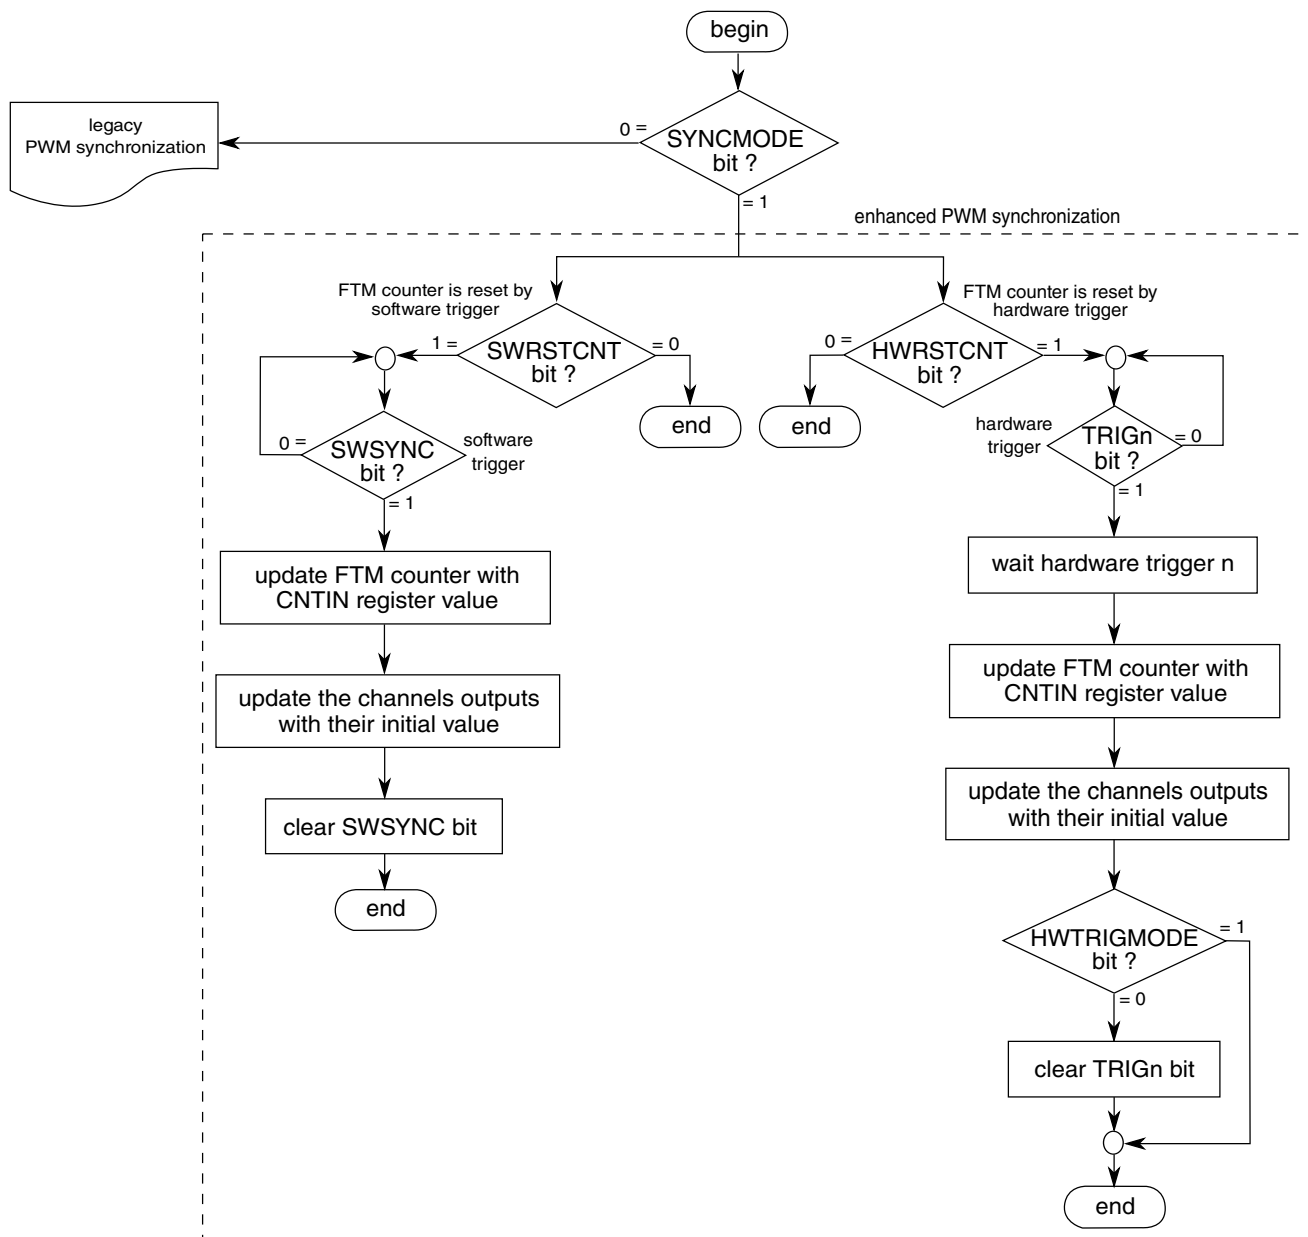 begin
legacy
PWM synchronization
0 =
SYNCMODE
bit ?
= 1
enhanced PWM synchronization
FTM counter is reset by
software trigger
1 =
SWRSTCNT
bit ?
= 0
end
FTM counter is reset by
hardware trigger
0 =
HWRSTCNT
bit ?
= 1
end
0 =
SWSYNC
bit ?
software
trigger
= 1
update FTM counter with
CNTIN register value
update the channels outputs
with their initial value
clear SWSYNC bit
end
hardware
trigger
TRIGn
bit ?
= 0
= 1
wait hardware trigger n
update FTM counter with
CNTIN register value
update the channels outputs
with their initial value
HWTRIGMODE
bit ?
= 1
= 0
clear TRIGn bit
end